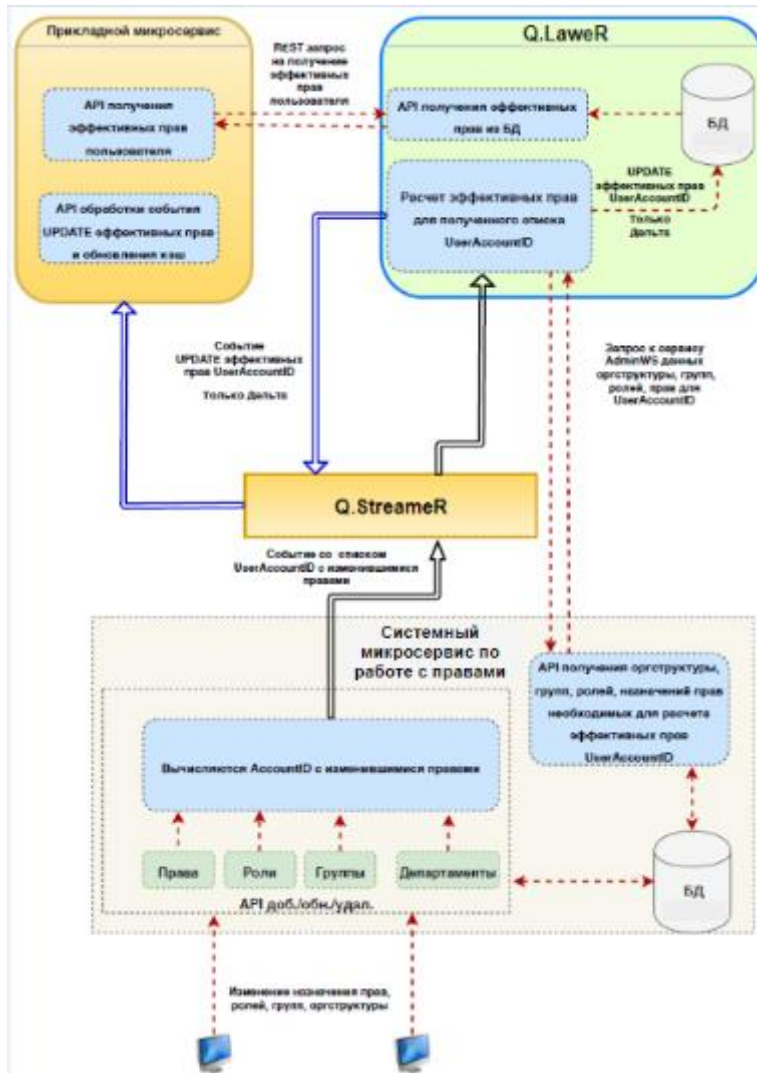 Прикладной микросервис
Q.LaweR
REST запрос
на получение
эффективных
прав
пользователя
API получения
эффективных прав
пользователя
API получения эффективных
прав из БД
БД
API обработки события
UPDATE эффективных прав
и обновления кэш
Расчет эффективных прав
для полученного списка
UserAccountID
UPDATE
эффективных прав
UserAccountID
Только
Дельта
Событие
UPDATE эффективных
прав UserAccountID
Только Дельта
Запрос к сервису
AdminWS данных
оргструктуры, групп,
ролей, прав для
UserAccountID
Q.StreameR
Событие со списком
UserAccountID с изменившимися
правами
Системный
микросервис по
работе с правами
API получения оргструктуры,
групп, ролей, назначений прав
необходимых для расчета
эффективных прав
UserAccountID
Вычисляются AccountID с изменившимися правами
Права
Роли
Группы
Департаменты
БД
API доб./обн./удал.
Изменение назначения прав,
ролей, групп, оргструктуры